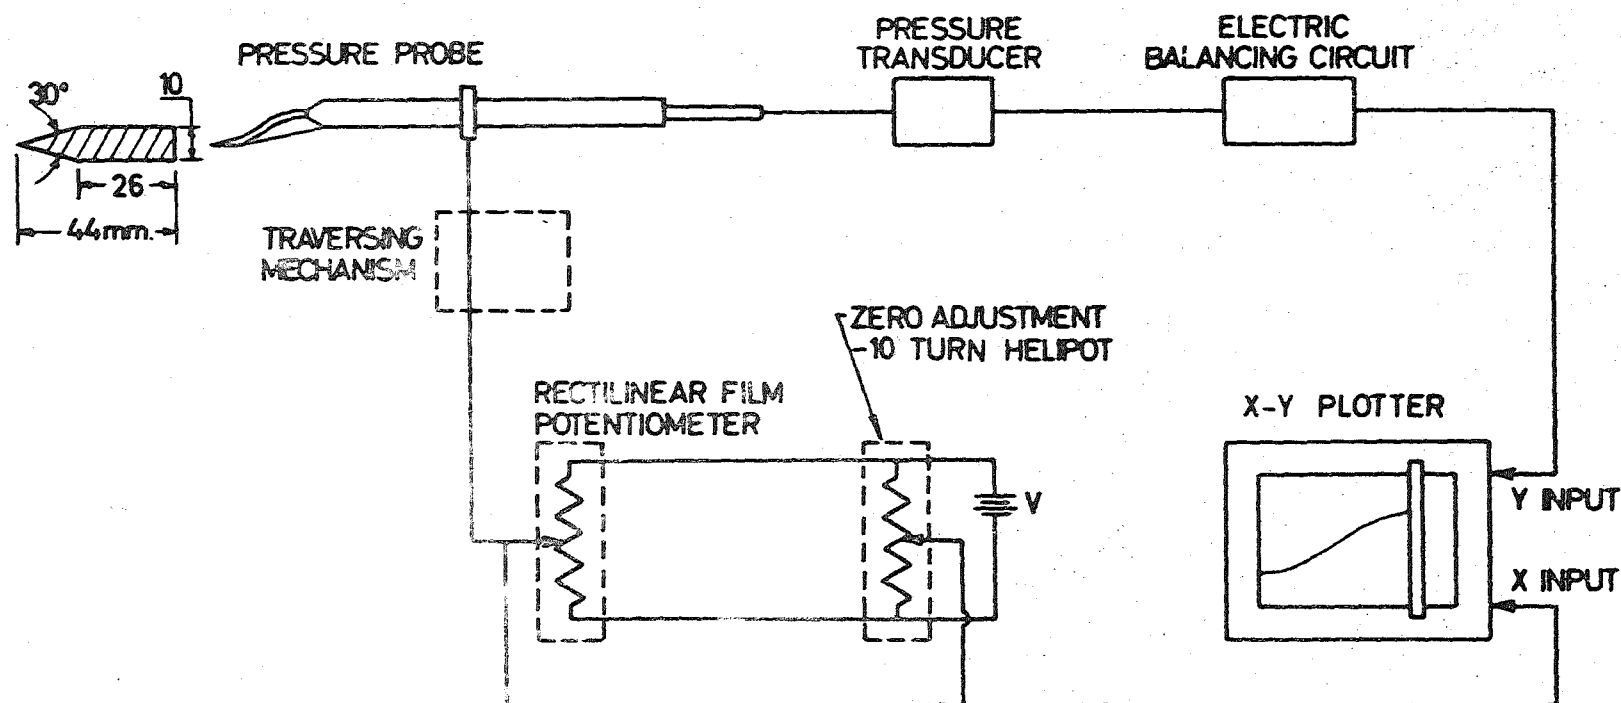 PRESSURE PROBE
PRESSURE
TRANSDUCER
ELECTRIC
BALANCING CIRCUIT
30°
10
26
44mm.
TRAVERSING
MECHANISM
ZERO ADJUSTMENT
-10 TURN HELIPOT
RECTILINEAR FILM
POTENTIOMETER
V
X-Y PLOTTER
Y INPUT
X INPUT